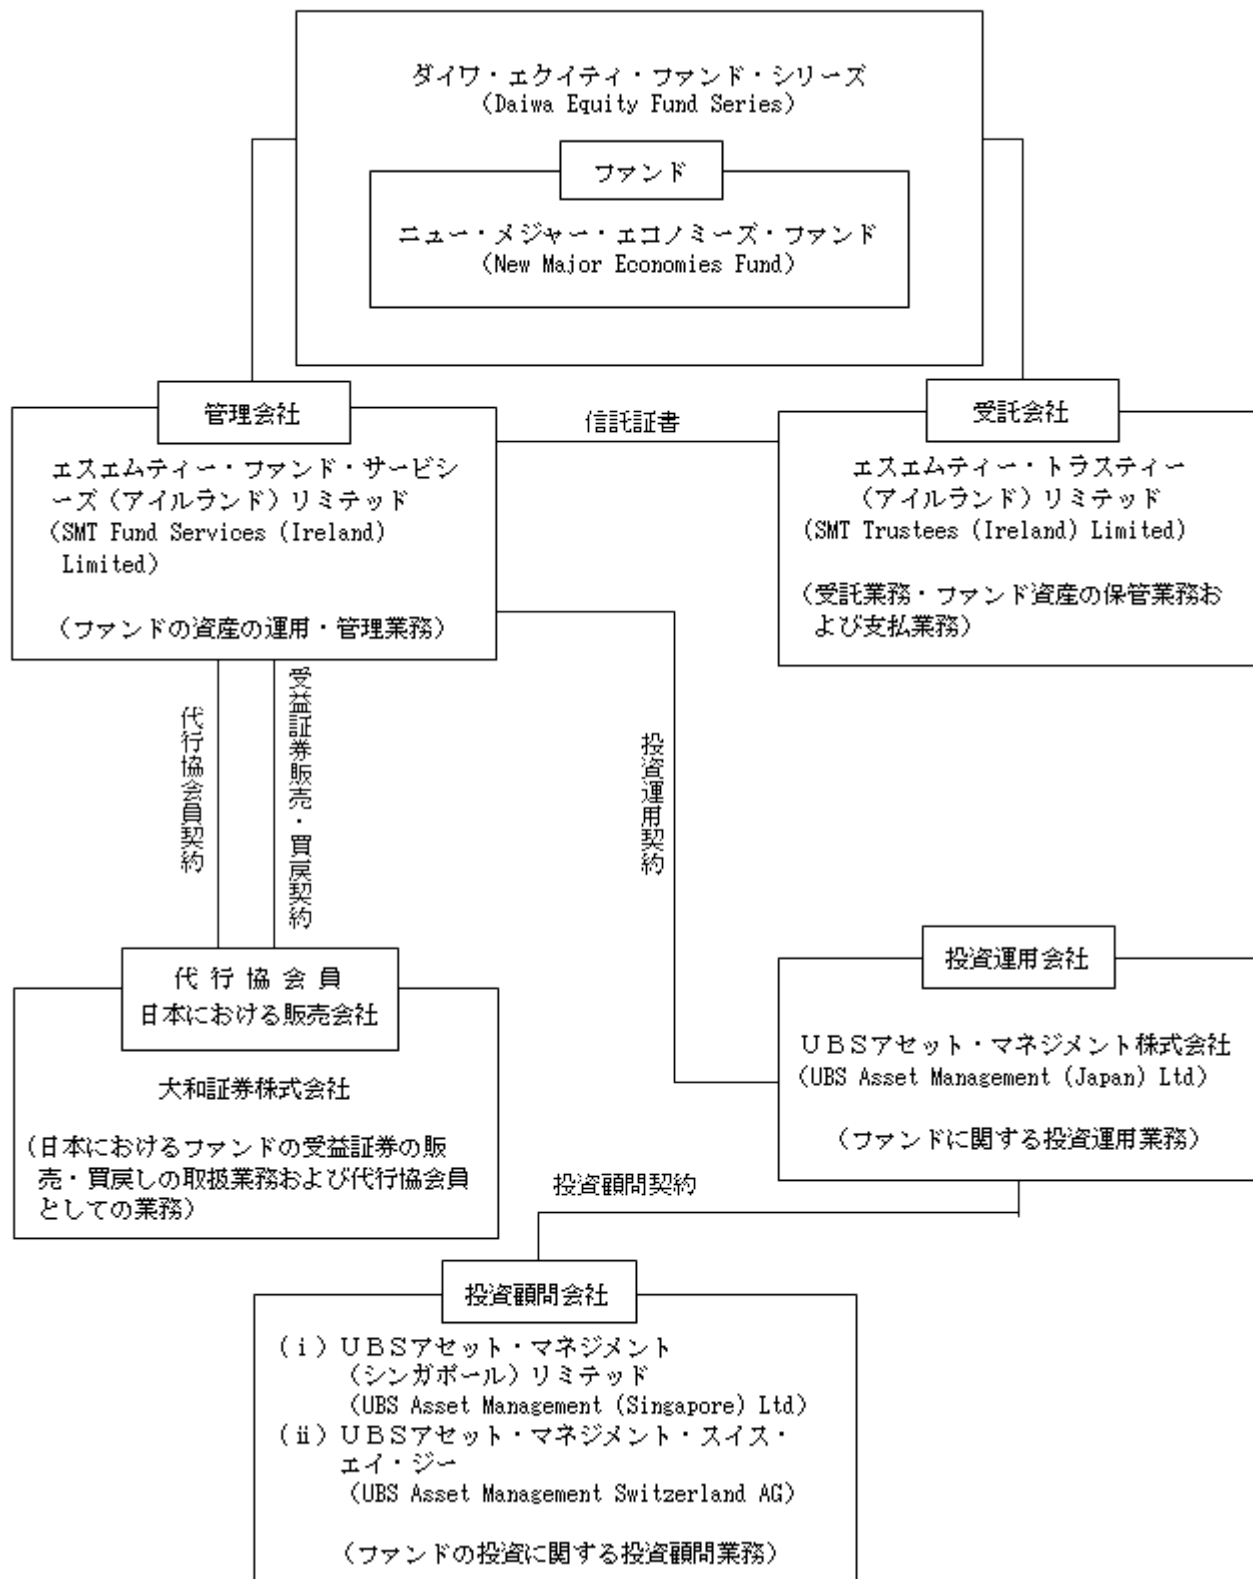 ダイワ・エクイティ・ファンド・シリーズ
(Daiwa Equity Fund Series)
ファンド
ニュー・メジャー・エコノミーズ・ファンド
(New Major Economies Fund)
管理会社
エスエムティー・ファンド・サービシ
ーズ（アイルランド）リミテッド
(SMT Fund Services (Ireland)
Limited)
（ファンドの資産の運用・管理業務）
信託証書
受託会社
エスエムティー・トラスティー
（アイルランド）リミテッド
(SMT Trustees (Ireland) Limited)
（受託業務・ファンド資産の保管業務お
よび支払業務）
代行協会員契約
受益証券販売・買戻契約
投資運用契約
代行協会員
日本における販売会社
大和証券株式会社
（日本におけるファンドの受益証券の販
売・買戻しの取扱業務および代行協会員
としての業務）
投資運用会社
ＵＢＳアセット・マネジメント株式会社
(UBS Asset Management (Japan) Ltd)
（ファンドに関する投資運用業務）
投資顧問契約
投資顧問会社
(ⅰ) ＵＢＳアセット・マネジメント
（シンガポール）リミテッド
(UBS Asset Management (Singapore) Ltd)
(ⅱ) ＵＢＳアセット・マネジメント・スイス・
エイ・ジー
(UBS Asset Management Switzerland AG)
（ファンドの投資に関する投資顧問業務）